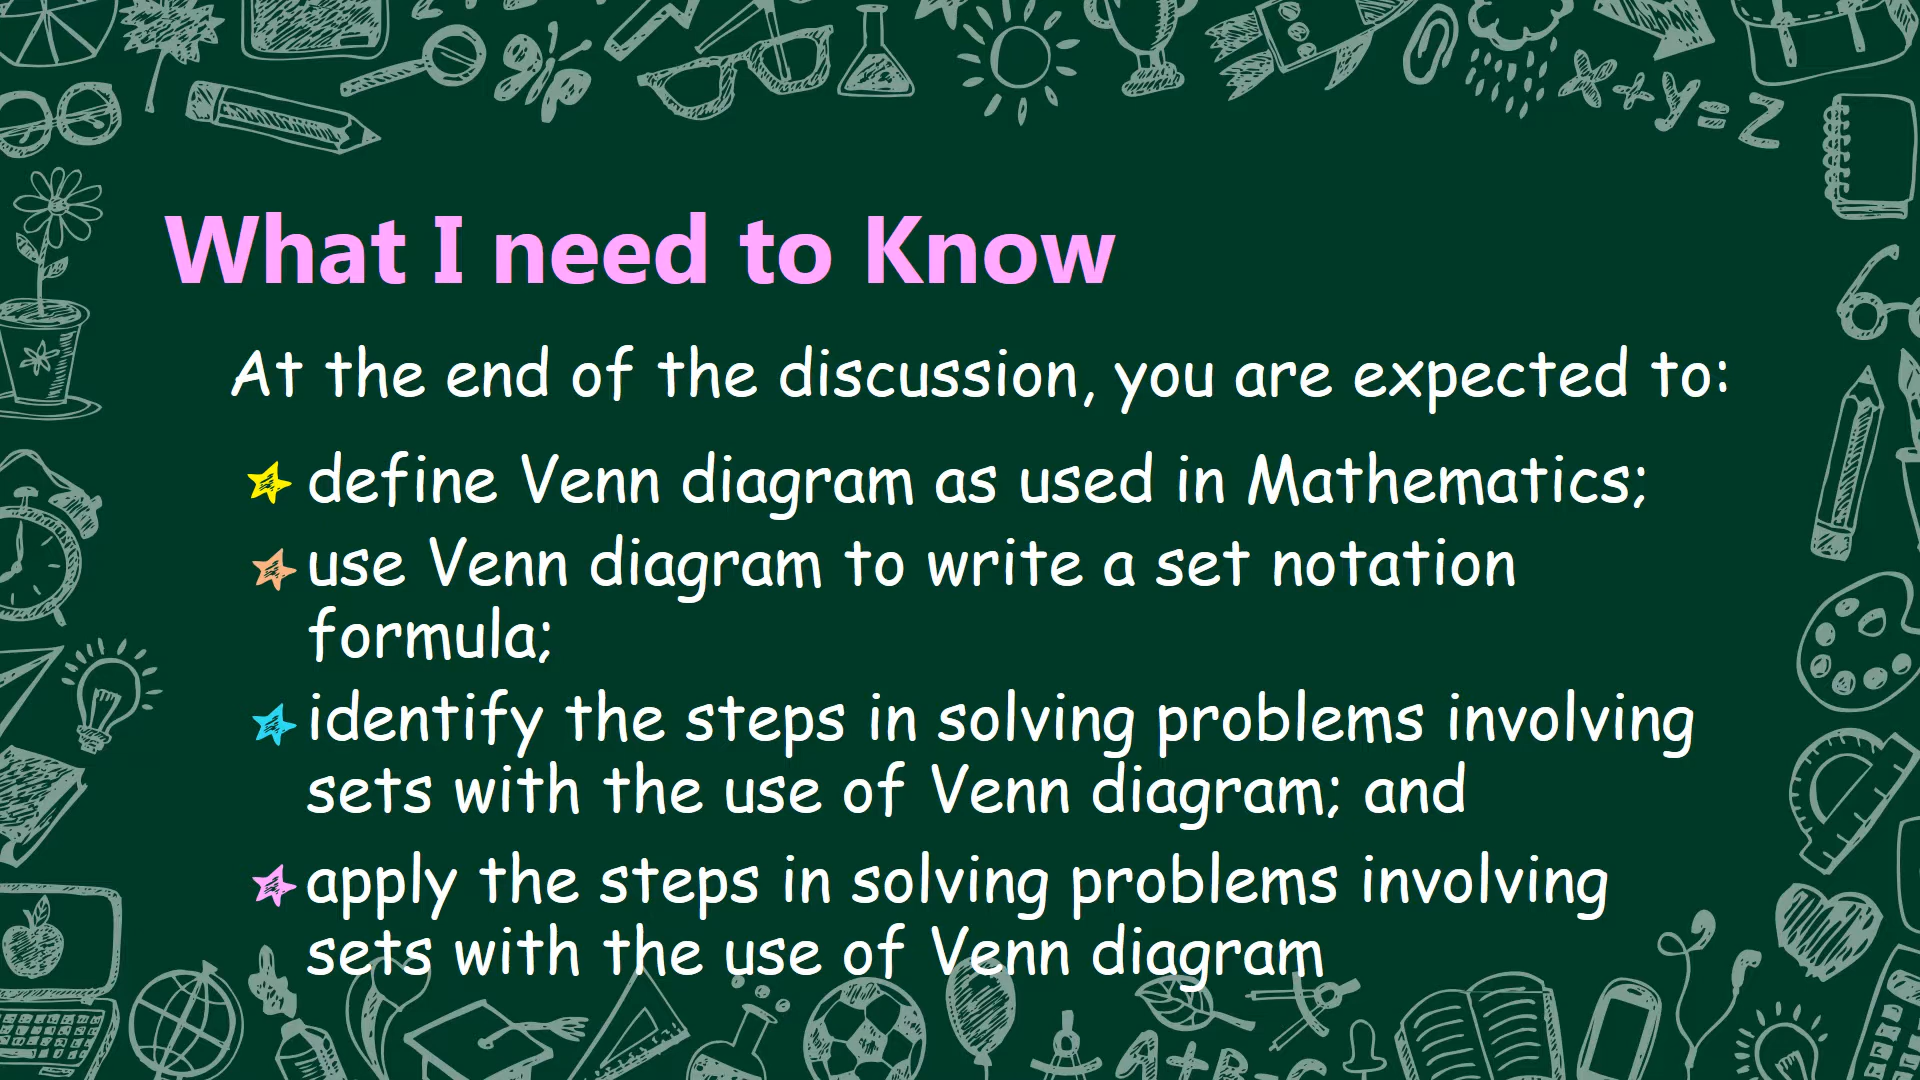 x+y=z
What I need to Know
At the end of the discussion, you are expected to:
define Venn diagram as used in Mathematics;
use Venn diagram to write a set notation
formula;
identify the steps in solving problems involving
sets with the use of Venn diagram; and
apply the steps in solving problems involving
sets with the use of Venn diagram
A+B=C